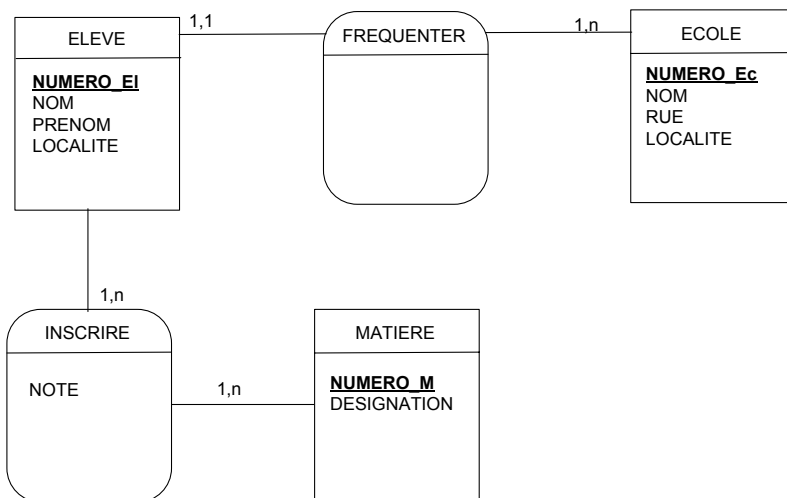 ELEVE
NUMERO_El
NOM
PRENOM
LOCALITE
1,1
FREQUENTER
1,n
ECOLE
NUMERO_Ec
NOM
RUE
LOCALITE
1,n
INSCRIRE
NOTE
1,n
MATIERE
NUMERO_M
DESIGNATION